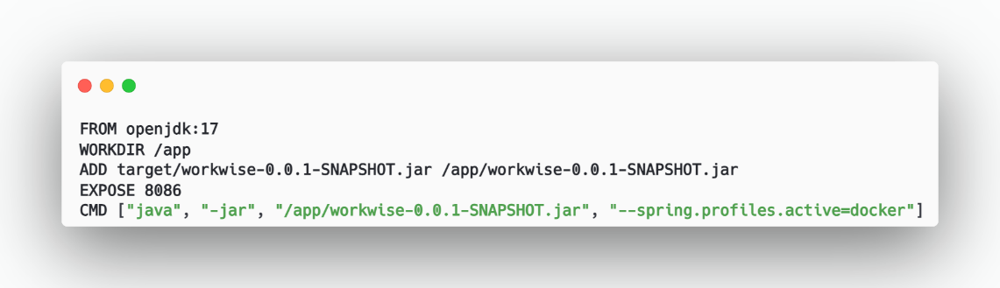 FROM openjdk:17
WORKDIR /app
ADD target/workwise-0.0.1-SNAPSHOT.jar /app/workwise-0.0.1-SNAPSHOT.jar
EXPOSE 8086
CMD ["java", "-jar", "/app/workwise-0.0.1-SNAPSHOT.jar", "--spring.profiles.active=docker"]